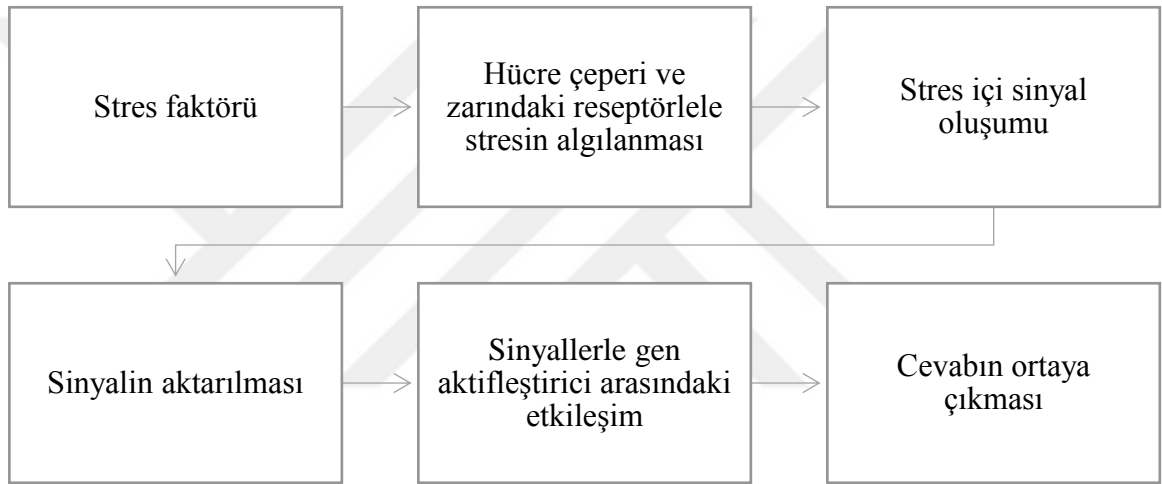 Stres faktörü
Hücre çeperi ve
zarındaki reseptörlele
stresin algılanması
Stres içi sinyal
oluşumu
Sinyalin aktarılması
Sinyallerle gen
aktifleştirici arasındaki
etkileşim
Cevabın ortaya
çıkması